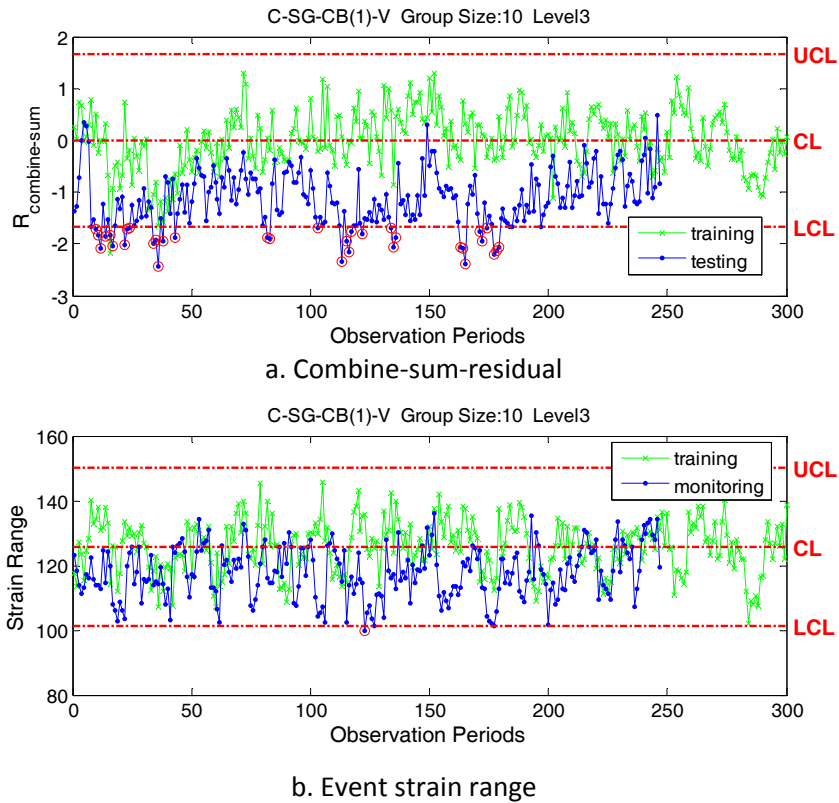 C-SG-CB(1)-V Group Size:10 Level3
2
1
0
-1
-2
-3
R combine-sum
UCL
CL
LCL
training
testing
0 50 100 150 200 250 300
Observation Periods
a. Combine-sum-residual
C-SG-CB(1)-V Group Size:10 Level3
160
140
120
100
80
Strain Range
training
monitoring
UCL
CL
LCL
0 50 100 150 200 250 300
Observation Periods
b. Event strain range